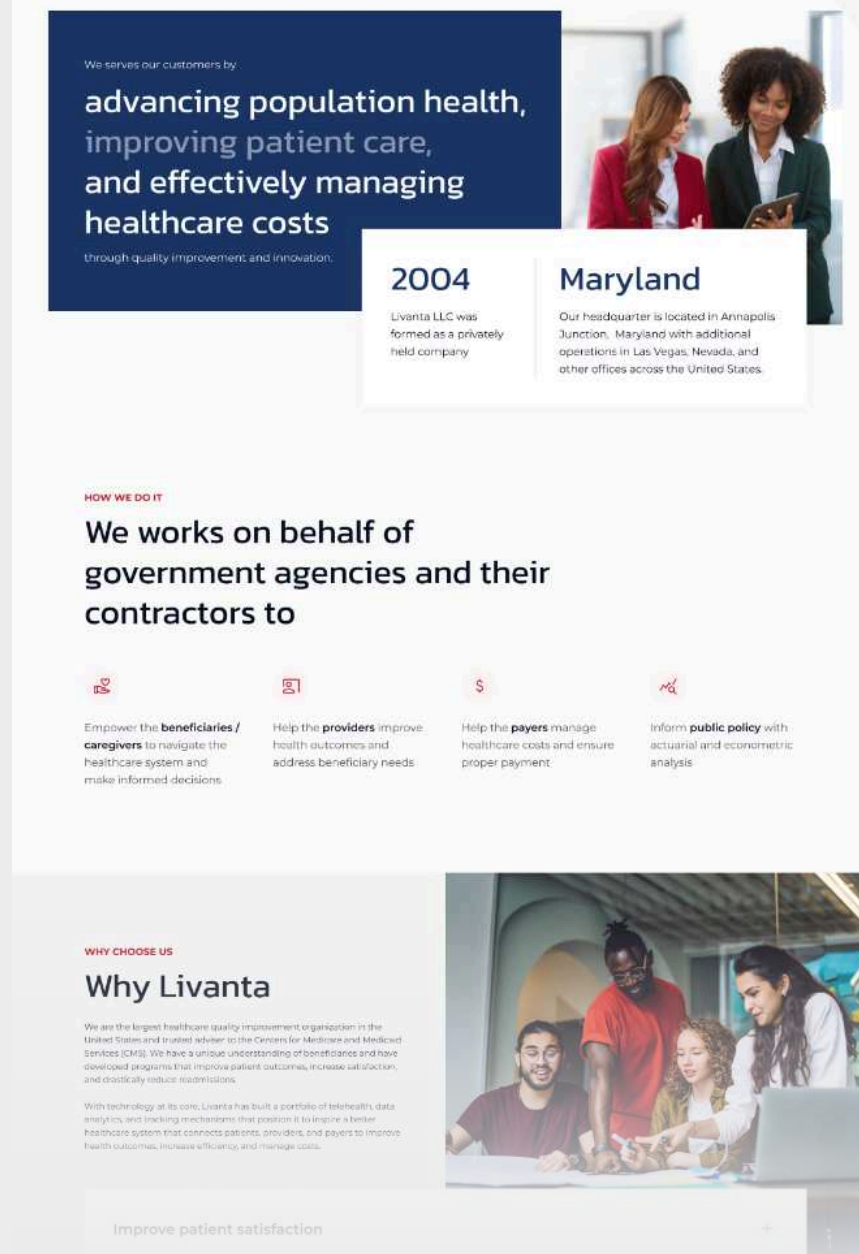 We serves our customers by
advancing population health,
improving patient care,
and effectively managing
healthcare costs
through quality improvement and innovation.
2004
Livanta LLC was
formed as a privately
held company
Maryland
Our headquarter is located in Annapolis
Junction, Maryland with additional
operations in Las Vegas, Nevada, and
other offices across the United States.
HOW WE DO IT
We works on behalf of
government agencies and their
contractors to
Empower the beneficiaries /
caregivers to navigate the
healthcare system and
make informed decisions
Help the providers improve
health outcomes and
address beneficiary needs
Help the payers manage
healthcare costs and ensure
proper payment
Inform public policy with
actuarial and econometric
analysis
WHY CHOOSE US
Why Livanta
We are the largest healthcare quality improvement organization in the
United States and trusted adviser to the Centers for Medicare and Medicaid
Services (CMS). We have a unique understanding of beneficiaries and have
developed programs that improve patient outcomes, increase satisfaction,
and drastically reduce readmissions.
With technology at its core, Livanta has built a portfolio of telehealth, data
analytics, and tracking mechanisms that position it to inspire a better
healthcare system that connects patients, providers, and payers to improve
health outcomes, increase efficiency, and manage costs.
Improve patient satisfaction
+